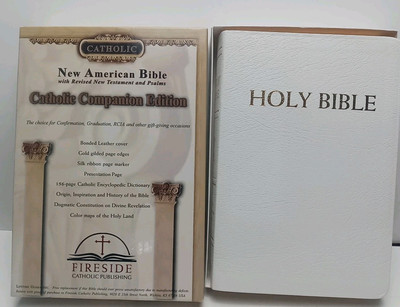 CATHOLIC
New American Bible
with Revised New Testament and Psalms
Catholic Companion Edition
The choice for Confirmation, Graduation, RCIA and other gift-giving occasions
Bonded Leather cover
Gold gilded page edges
Silk ribbon page marker
Presentation Page
Catholic Encyclopedic Dictionary
Origin, Inspiration and History of the Bible
Dogmatic Constitution on Divine Revelation
Color maps of the Holy Land
FIRESIDE
CATHOLIC PUBLISHING
HOLY BIBLE